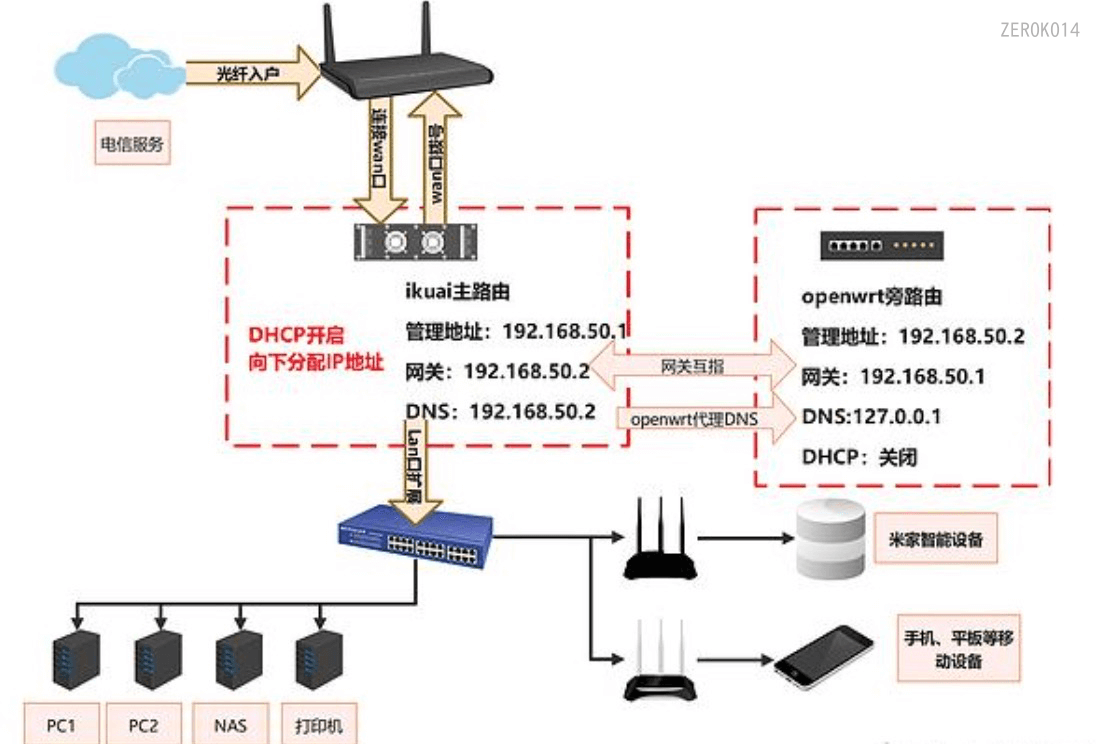 ZER0K014
光纤入户
电信服务
连接wan口
wan口拨号
ikuai主路由
管理地址：192.168.50.1
网关：192.168.50.2
DNS：192.168.50.2
DHCP开启
向下分配IP地址
网关互指
openwrt代理DNS
openwrt旁路由
管理地址：192.168.50.2
网关：192.168.50.1
DNS:127.0.0.1
DHCP：关闭
Lan口扩展
米家智能设备
手机、平板等移
动设备
PC1
PC2
NAS
打印机